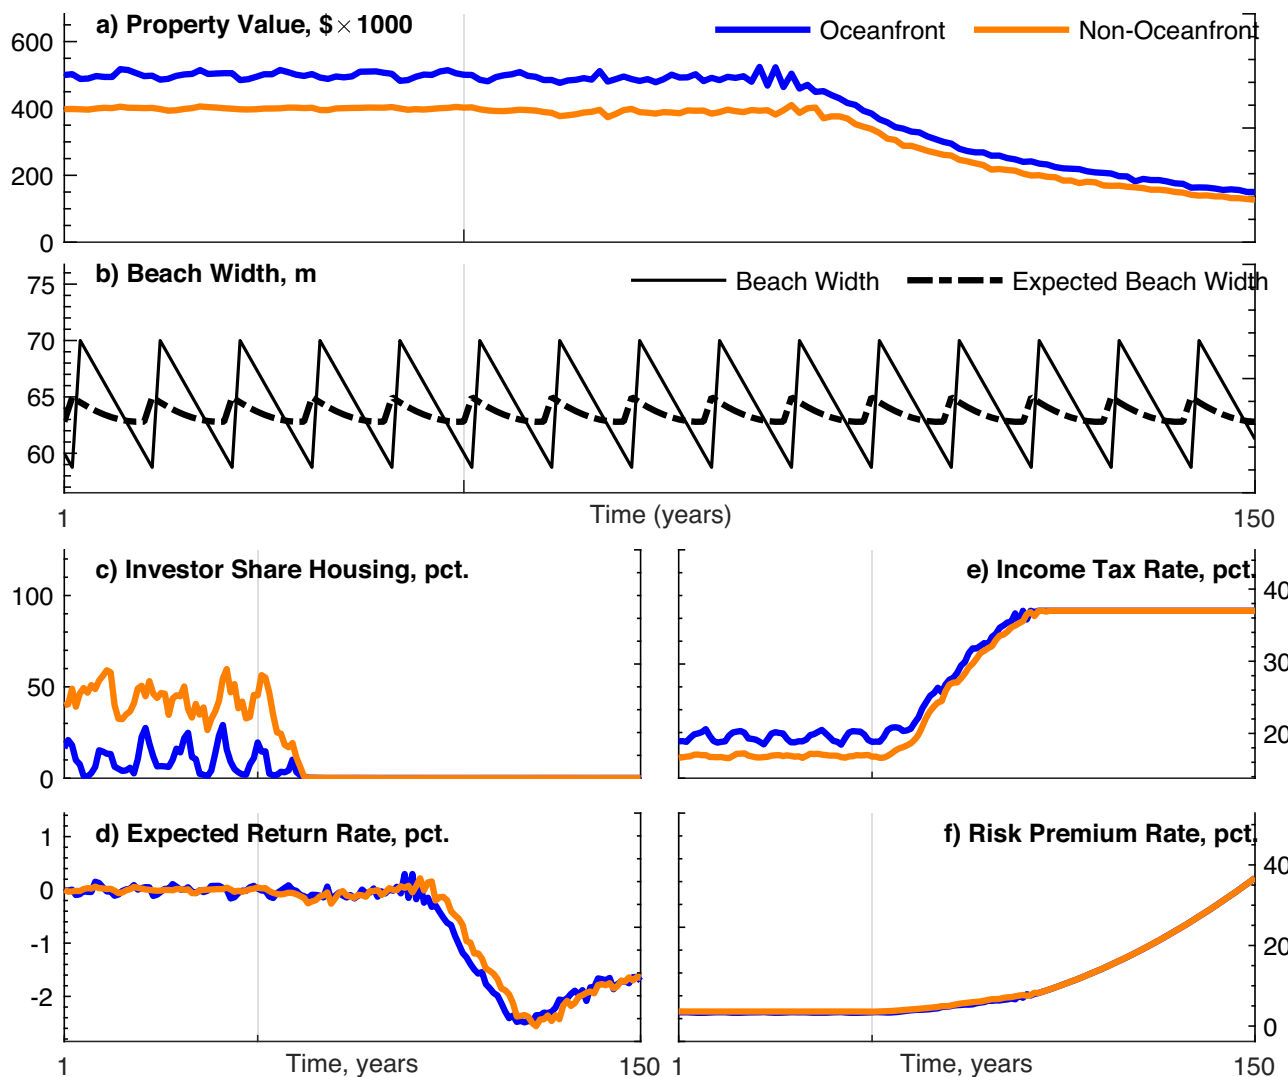 a) Property Value, $×1000
Oceanfront
Non-Oceanfront
600
400
200
0
b) Beach Width, m
Beach Width
Expected Beach Width
75
70
65
60
1
Time (years)
150
c) Investor Share Housing, pct.
100
50
0
e) Income Tax Rate, pct.
40
30
20
d) Expected Return Rate, pct.
1
0
-1
-2
1
Time, years
150
f) Risk Premium Rate, pct.
40
20
0
1
Time, years
150